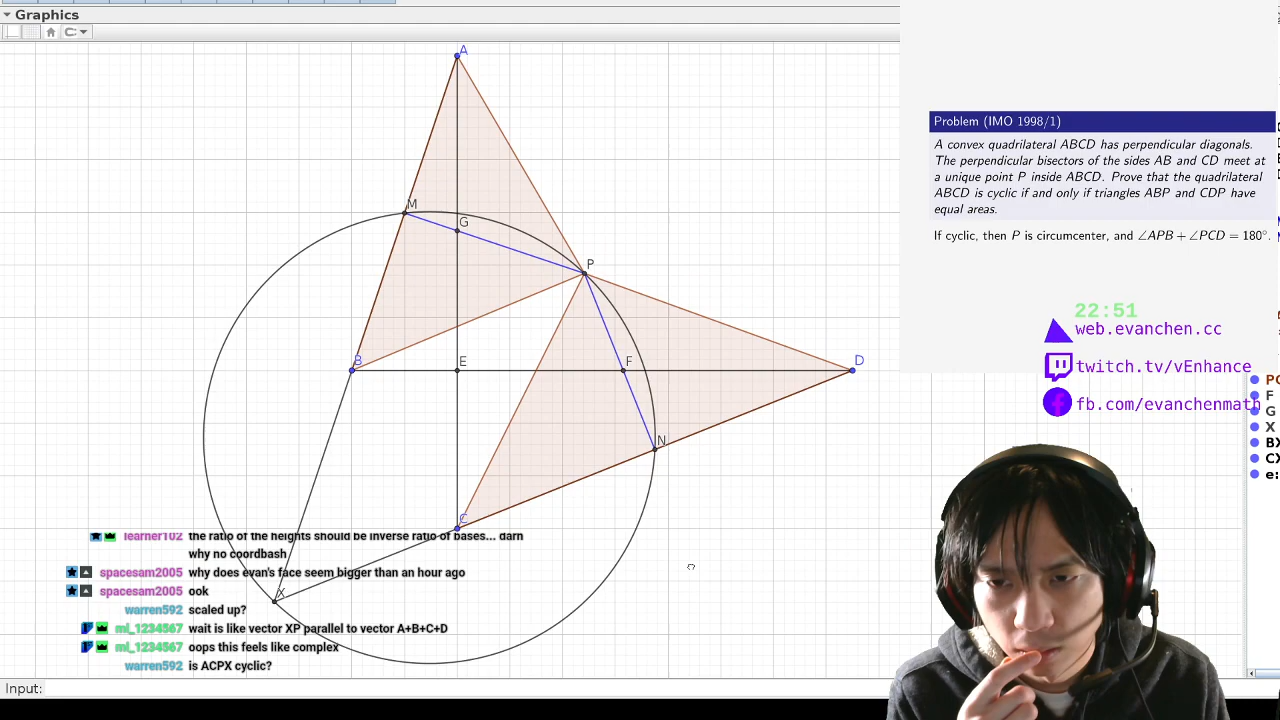 Graphics
Problem (IMO 1998/1)
A convex quadrilateral ABCD has perpendicular diagonals.
The perpendicular bisectors of the sides AB and CD meet at
a unique point P inside ABCD. Prove that the quadrilateral
ABCD is cyclic if and only if triangles ABP and CDP have
equal areas.
If cyclic, then P is circumcenter, and ∠APB + ∠PCD = 180°.
A
M
G
P
B
E
F
D
N
C
X
22:51
web.evanchen.cc
twitch.tv/vEnhance
fb.com/evanchenmath
F
G
X
BX
CX
e:
learner102 the ratio of the heights should be inverse ratio of bases... darn
why no coordbash
spacesam2005 why does evan's face seem bigger than an hour ago
spacesam2005 ook
warren592 scaled up?
ml_1234567 wait is like vector XP parallel to vector A+B+C+D
ml_1234567 oops this feels like complex
warren592 is ACPX cyclic?
Input: